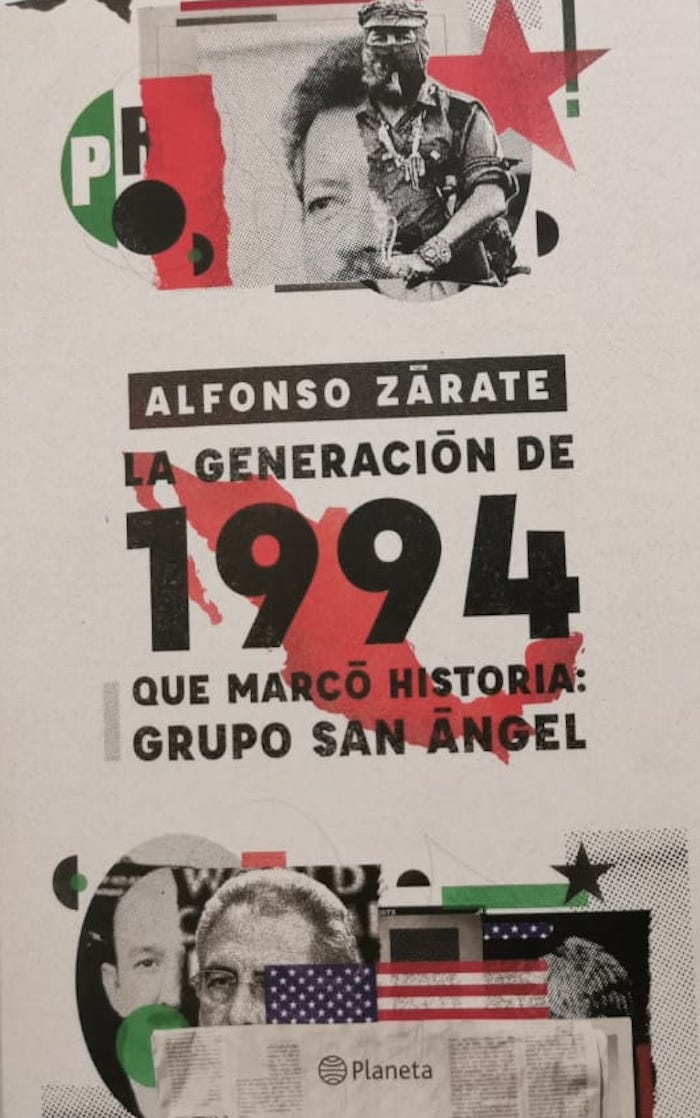 PR
ALFONSO ZĀRATE
LA GENERACIŌN DE
1994
QUE MARCŌ HISTORIA:
GRUPO SAN ĀNGEL
Planeta